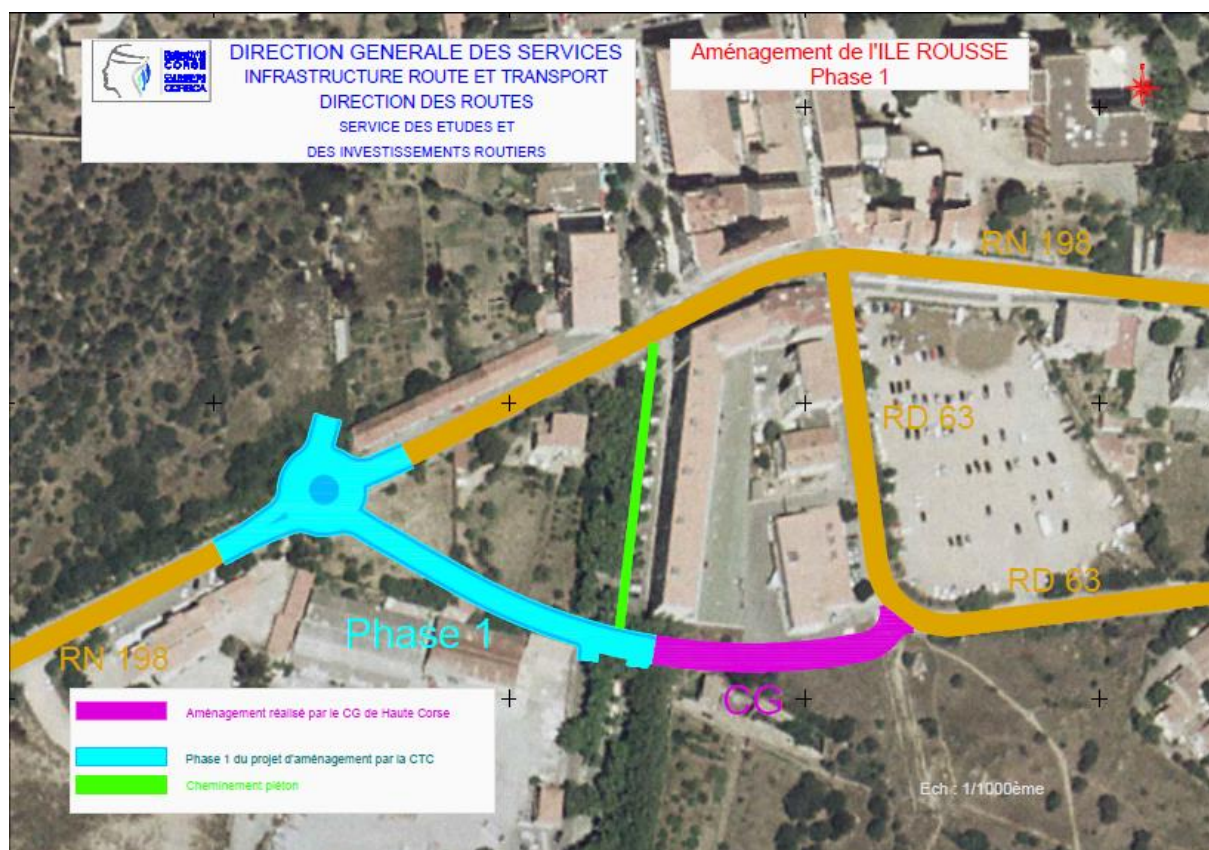 DIRECTION GENERALE DES SERVICES
INFRASTRUCTURE ROUTE ET TRANSPORT
DIRECTION DES ROUTES
SERVICE DES ETUDES ET
DES INVESTISSEMENTS ROUTIERS
Aménagement de l'ILE ROUSSE
Phase 1
RN 198
RD 63
RD 63
Phase 1
RN 198
CG
Aménagement réalisé par le CG de Haute Corse
Phase 1 du projet d'aménagement par la CTC
Cheminement piéton
Ech : 1/1000ème